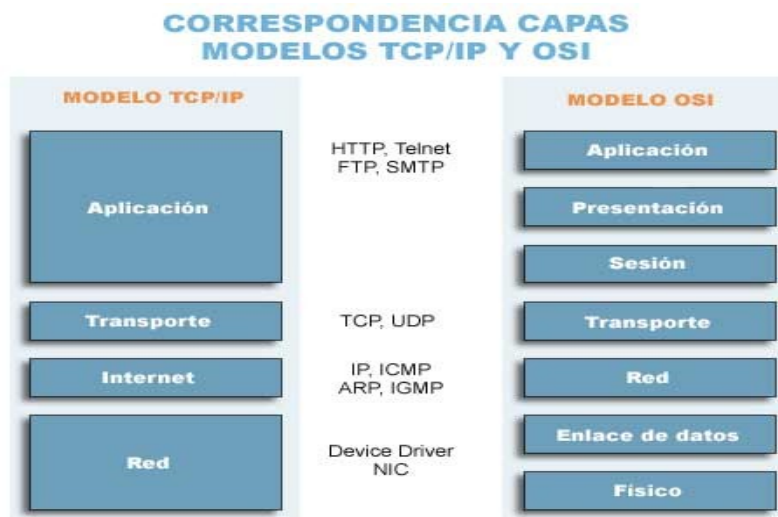 CORRESPONDENCIA CAPAS
MODELOS TCP/IP Y OSI
MODELO TCP/IP
Aplicación
Transporte
Internet
Red
HTTP, Telnet
FTP, SMTP
TCP, UDP
IP, ICMP
ARP, IGMP
Device Driver
NIC
MODELO OSI
Aplicación
Presentación
Sesión
Transporte
Red
Enlace de datos
Físico